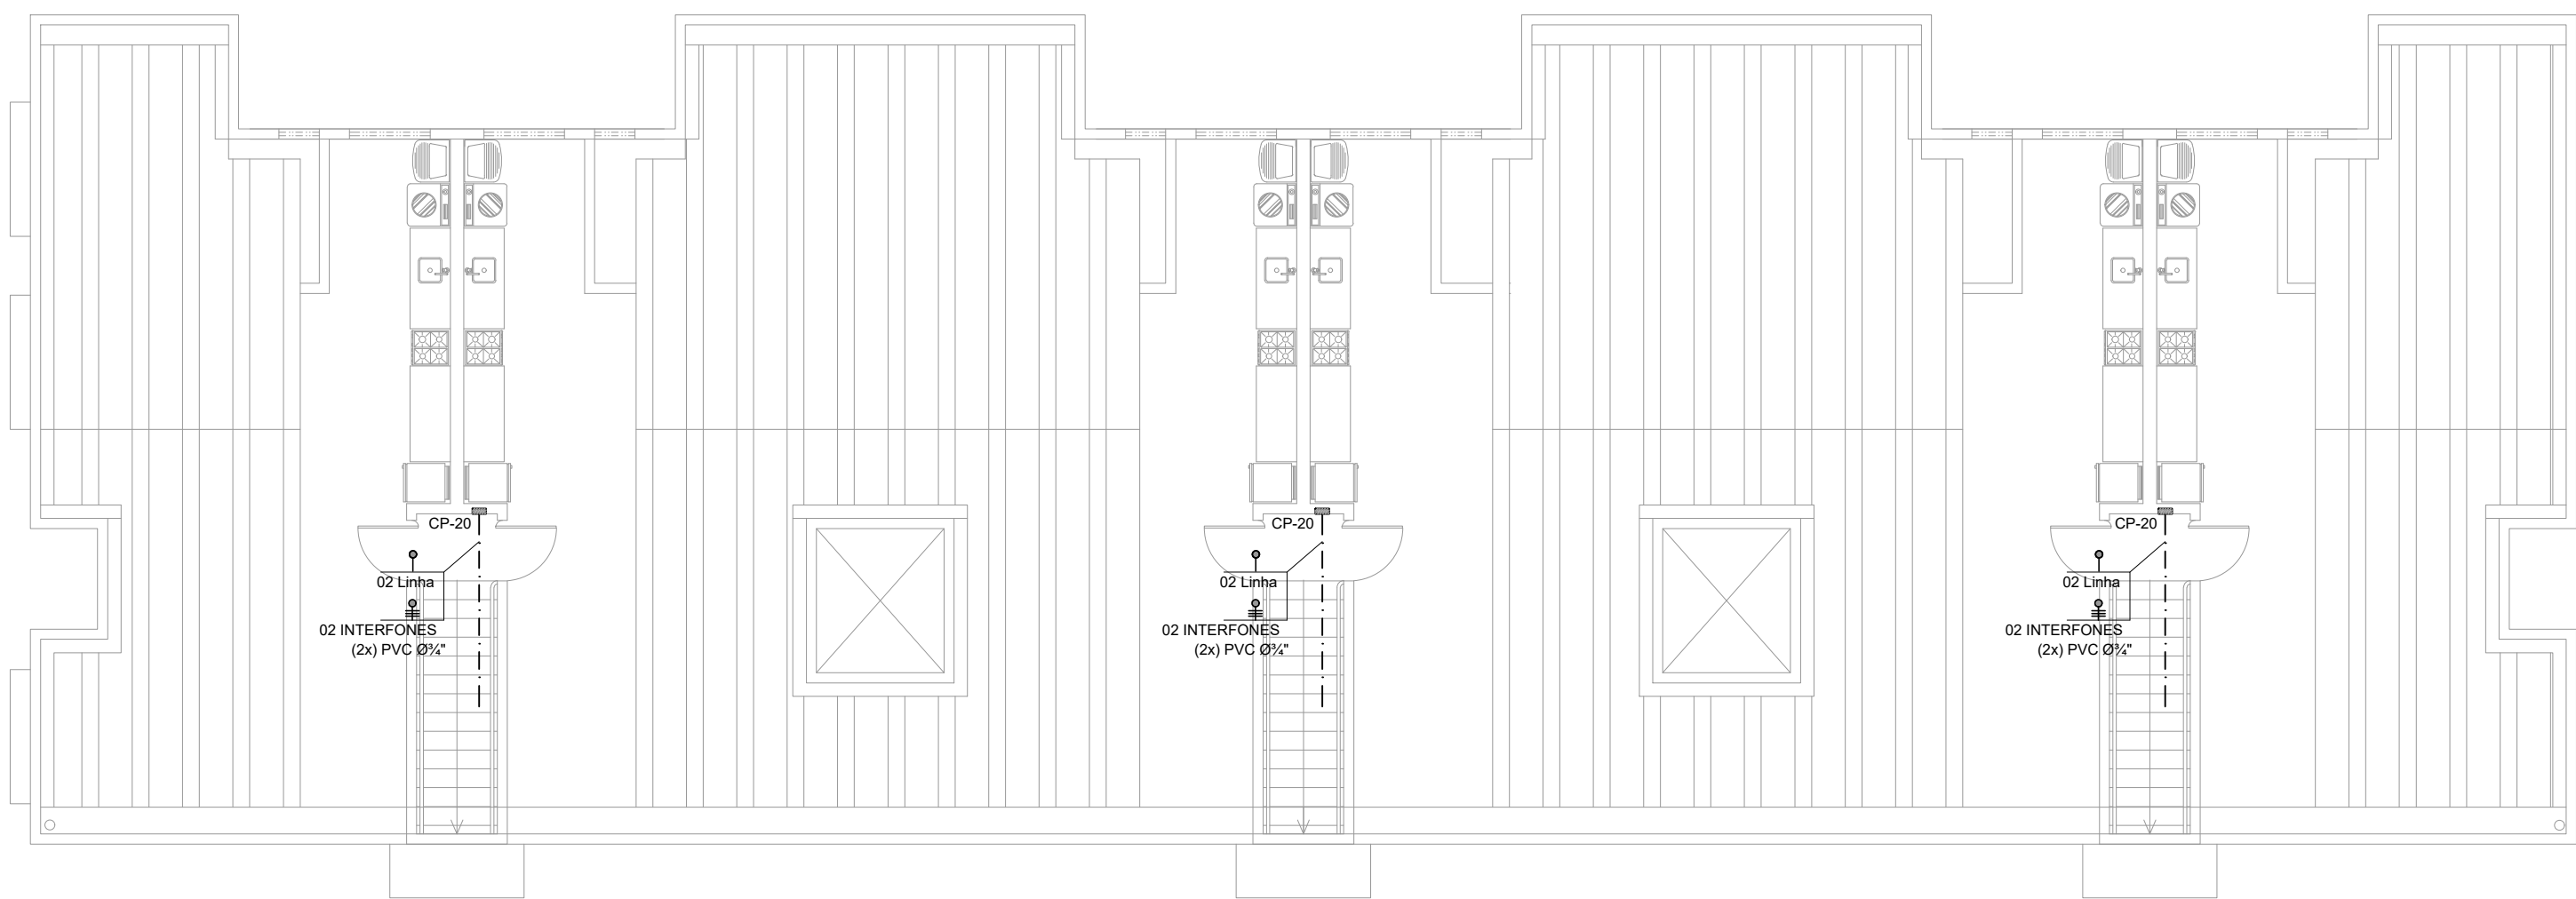 CP-20
02 Linha
02 INTERFONES
(2x) PVC Ø¾"
CP-20
02 Linha
02 INTERFONES
(2x) PVC Ø¾"
CP-20
02 Linha
02 INTERFONES
(2x) PVC Ø¾"